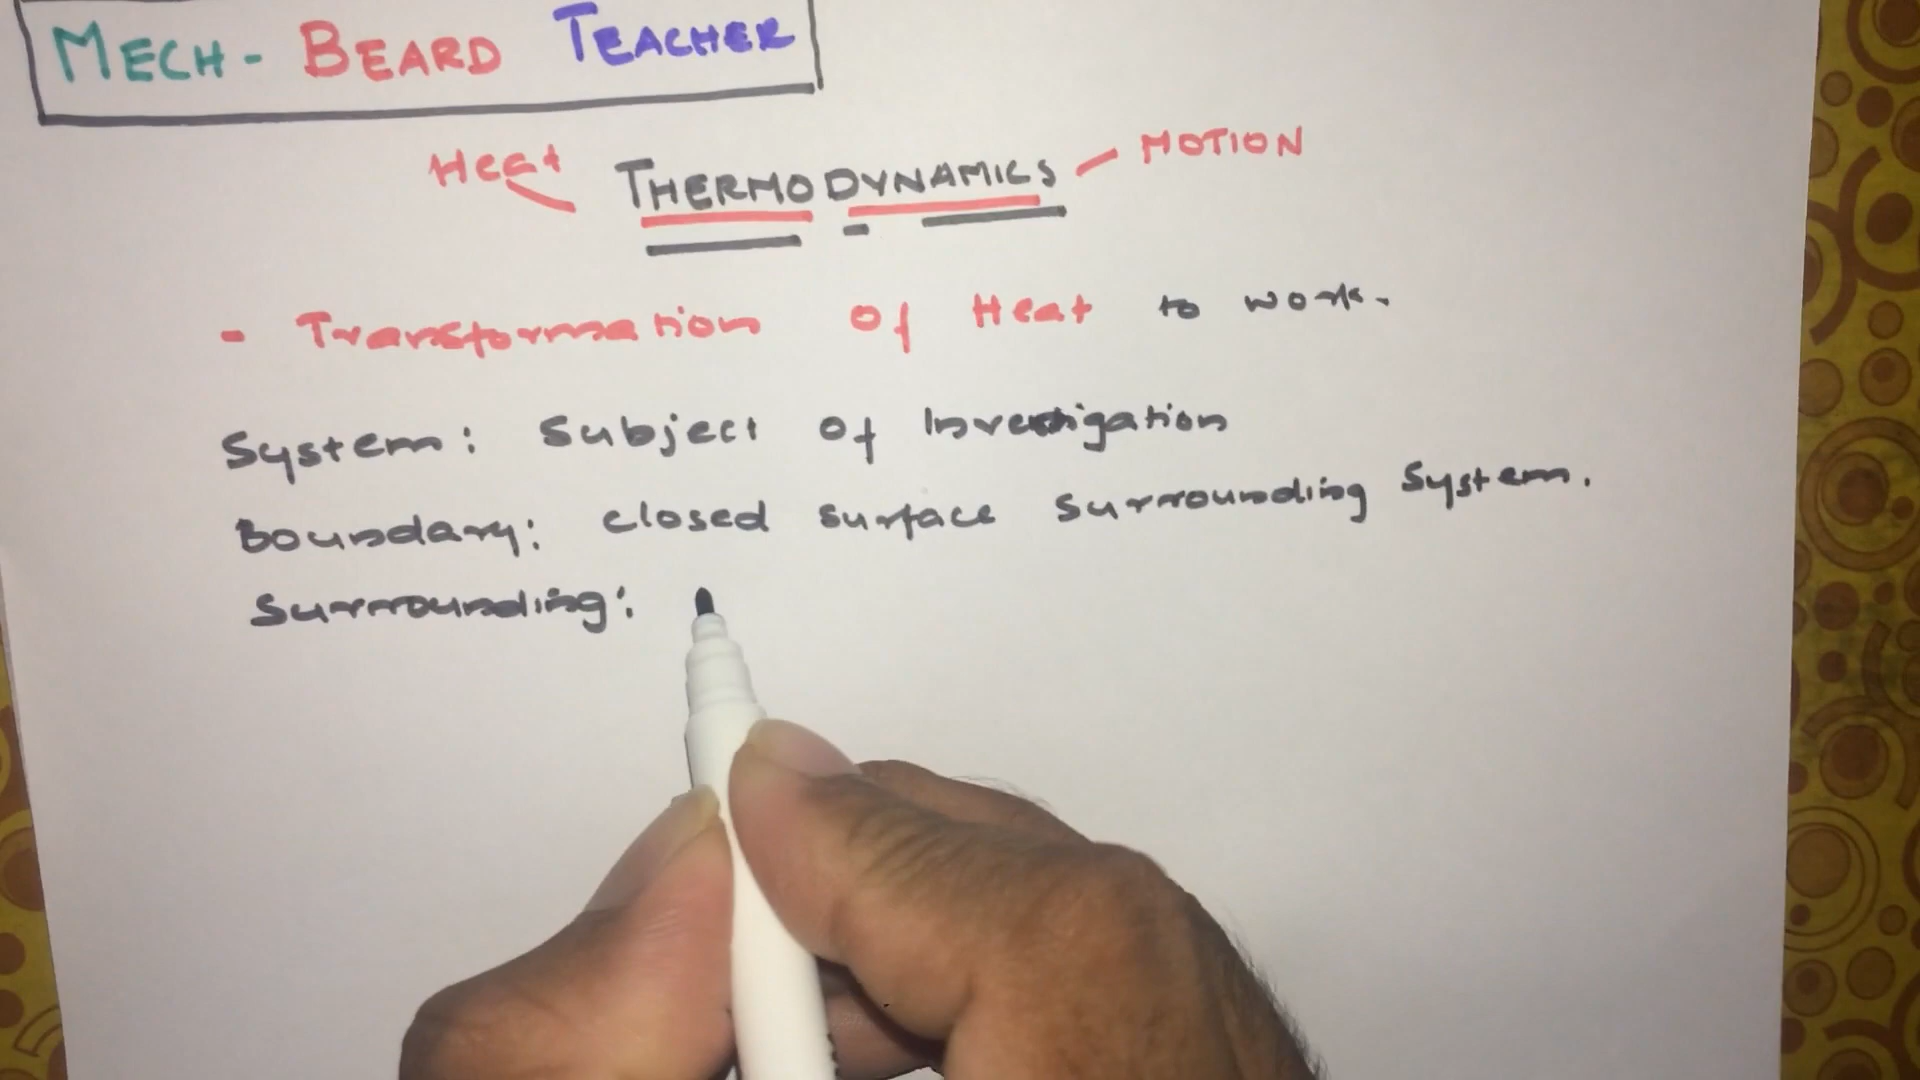 MECH- BEARD TEACHER
Heat THERMODYNAMICS MOTION
- Transformation Of Heat to work.
System: Subject Of Investigation
Boundary: closed surface surrounding System.
Surrounding: